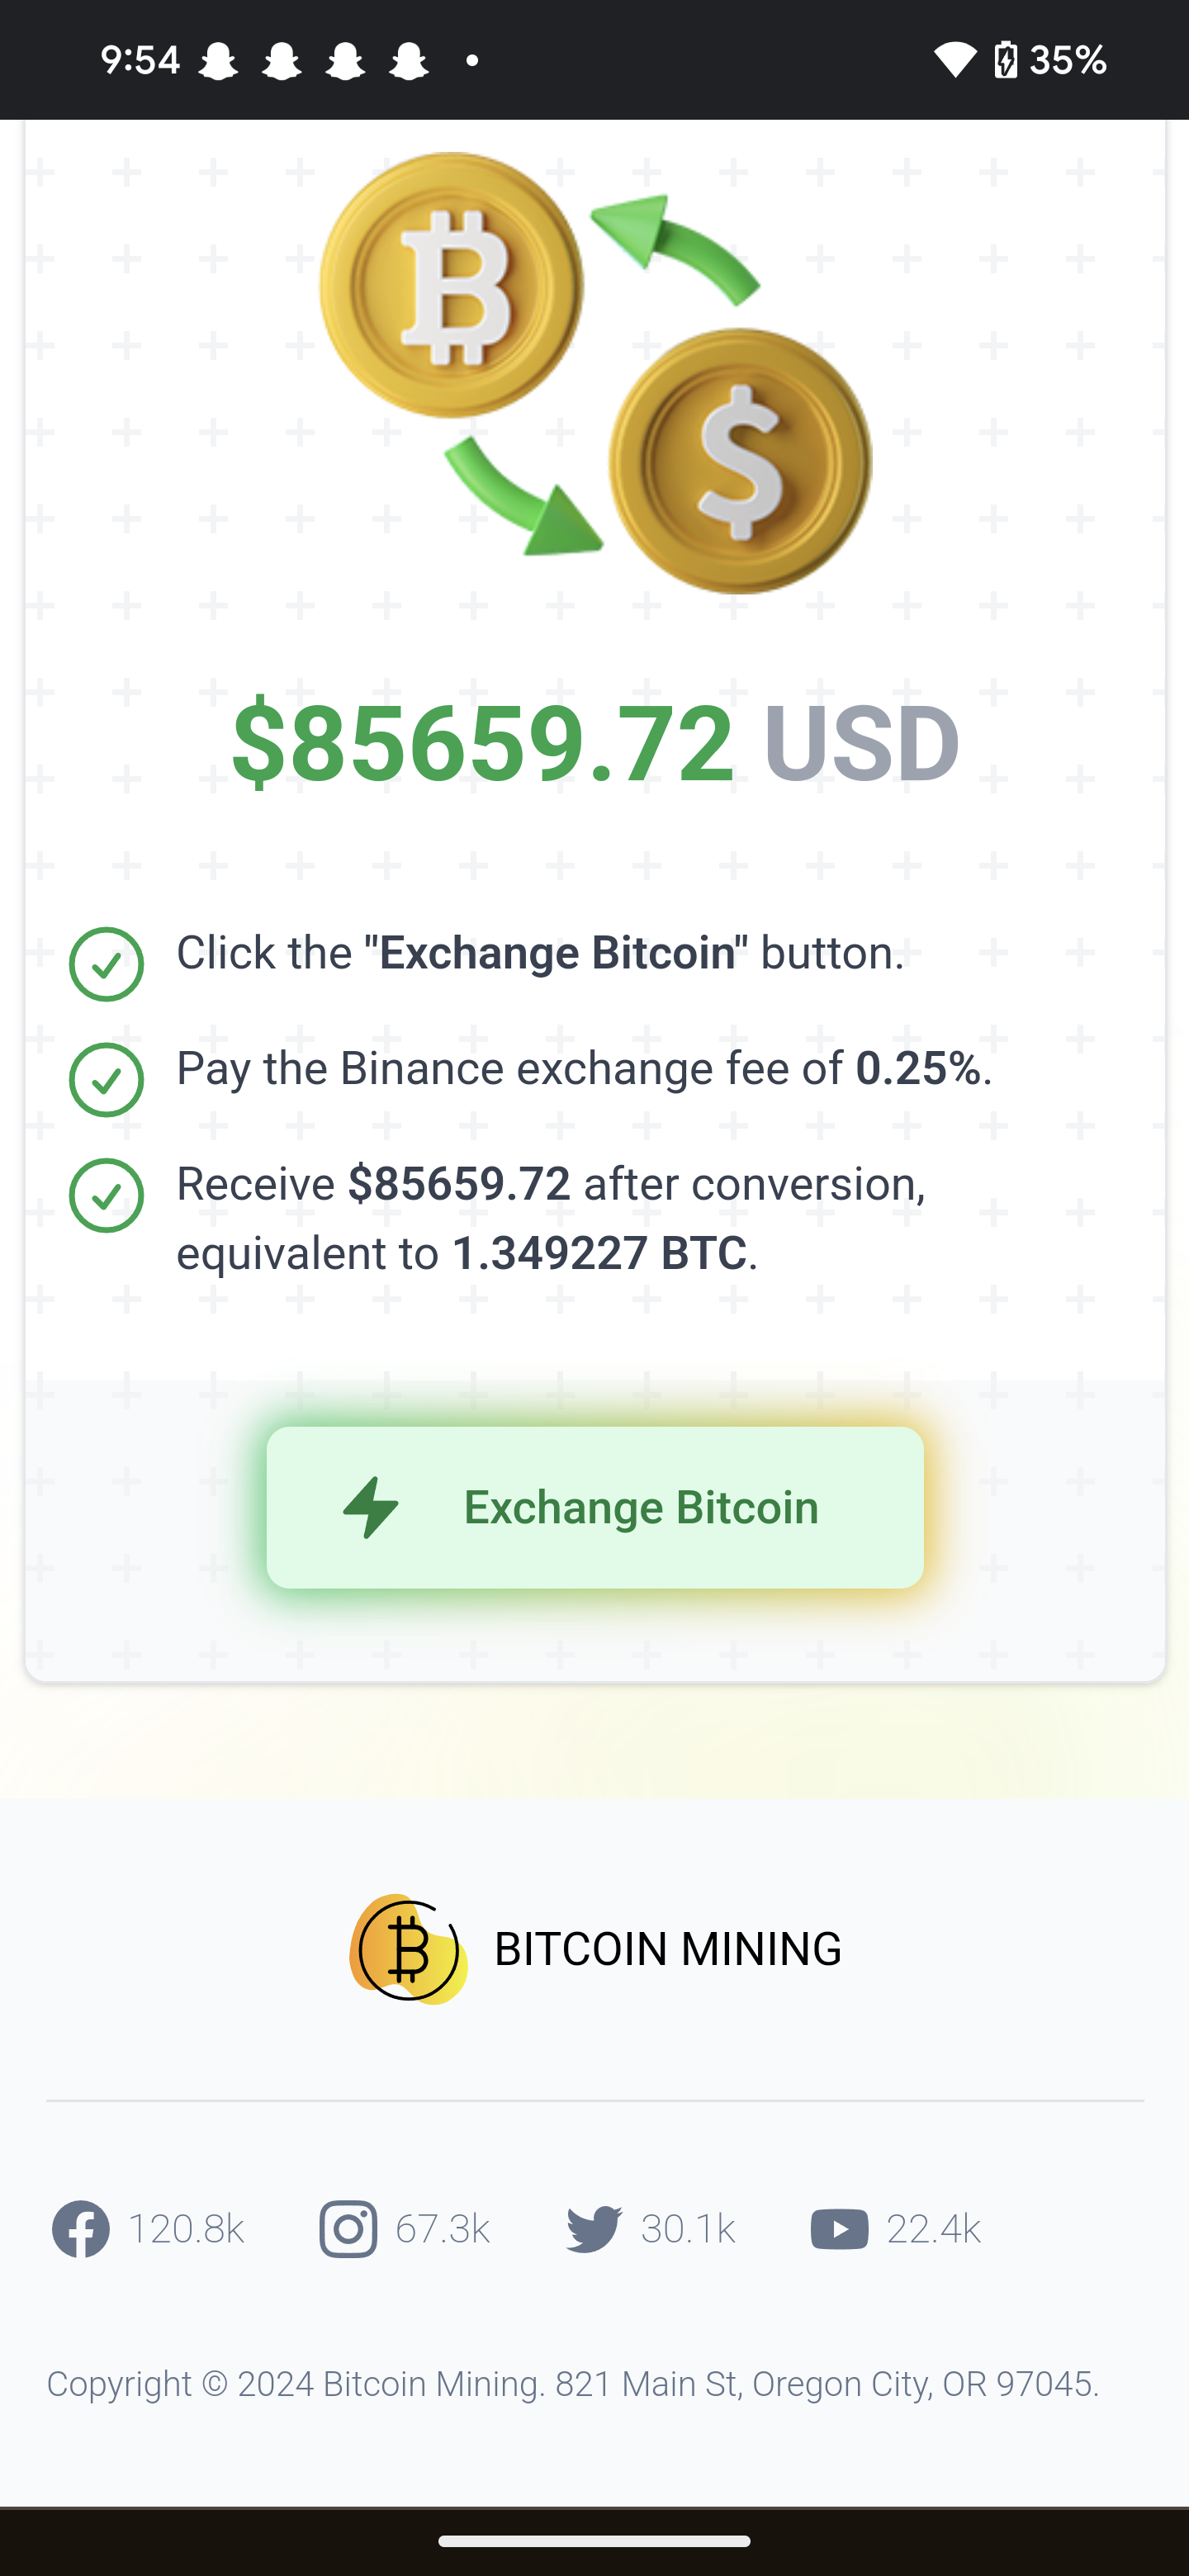 9:54 35%
$85659.72 USD
Click the "Exchange Bitcoin" button.
Pay the Binance exchange fee of 0.25%.
Receive $85659.72 after conversion,
equivalent to 1.349227 BTC.
Exchange Bitcoin
BITCOIN MINING
120.8k 67.3k 30.1k 22.4k
Copyright © 2024 Bitcoin Mining. 821 Main St, Oregon City, OR 97045.